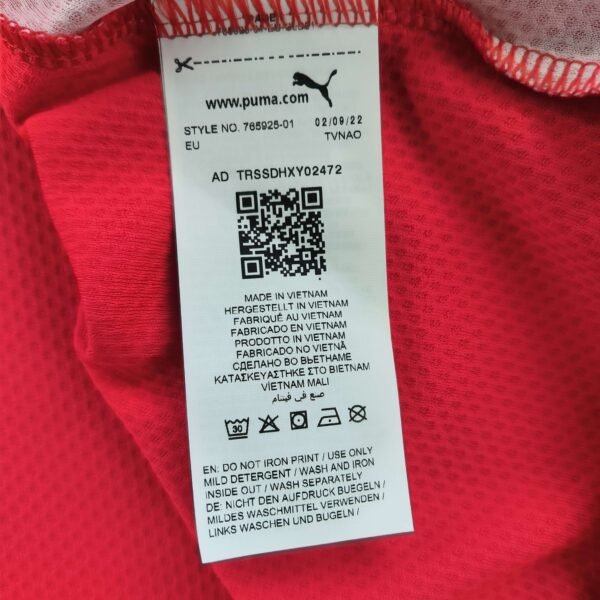 www.puma.com
STYLE NO. 765925-01 02/09/22
EU TVNAO
AD TRSSDHXY02472
MADE IN VIETNAM
HERGESTELLT IN VIETNAM
FABRIQUÉ AU VIETNAM
FABRICADO EN VIETNAM
PRODOTTO IN VIETNAM
FABRICADO NO VIETNÃ
СДЕЛАНО ВО ВЬЕТНАМЕ
ΚΑΤΑΣΚΕΥΑΣΤΗΚΕ ΣΤΟ ΒΙΕΤΝΑΜ
VİETNAM MALI
صنع في فيتنام
30
EN: DO NOT IRON PRINT / USE ONLY
MILD DETERGENT / WASH AND IRON
INSIDE OUT / WASH SEPARATELY
DE: NICHT DEN AUFDRUCK BUEGELN /
MILDES WASCHMITTEL VERWENDEN /
LINKS WASCHEN UND BUGELN /